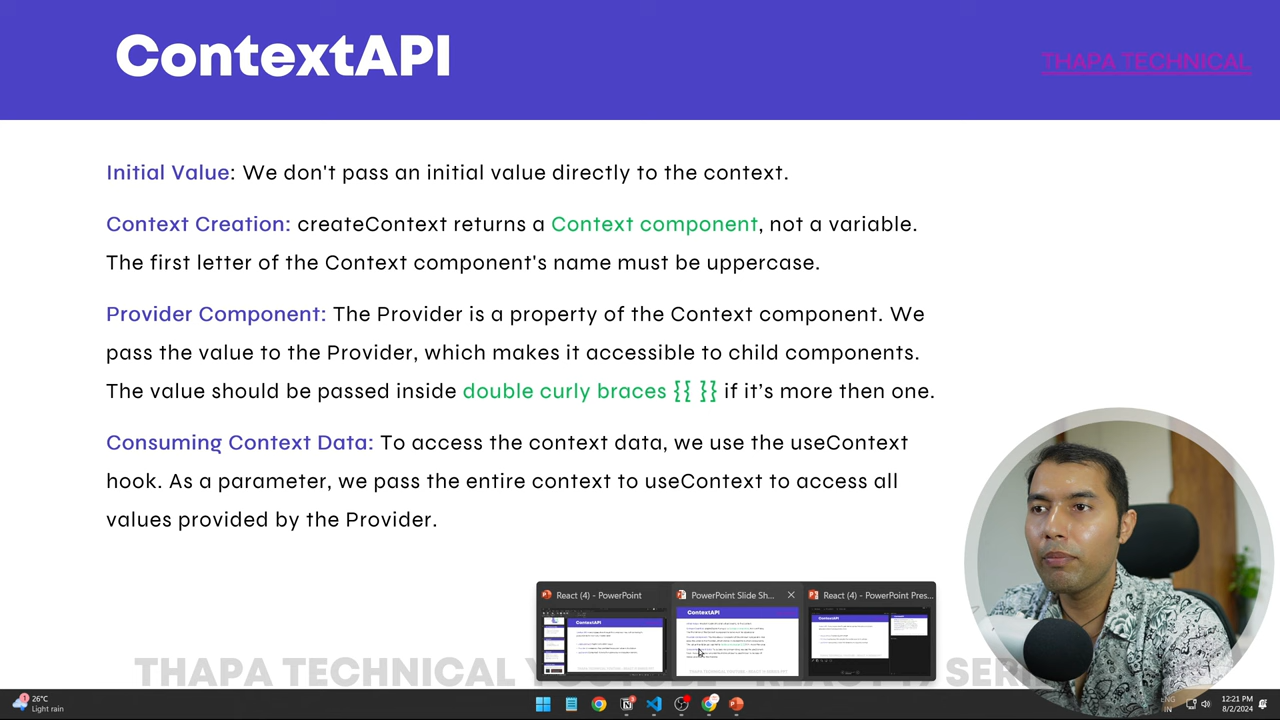 ContextAPI
THAPA TECHNICAL
Initial Value: We don't pass an initial value directly to the context.
Context Creation: createContext returns a Context component, not a variable.
The first letter of the Context component's name must be uppercase.
Provider Component: The Provider is a property of the Context component. We
pass the value to the Provider, which makes it accessible to child components.
The value should be passed inside double curly braces {{ }} if it's more then one.
Consuming Context Data: To access the context data, we use the useContext
hook. As a parameter, we pass the entire context to useContext to access all
values provided by the Provider.
React (4) - PowerPoint
PowerPoint Slide Sh...
React (4) - PowerPoint Pres...
ContextAPI
THAPA TECHNICAL
26°C
Light rain
ENG
IN
12:21 PM
8/2/2024